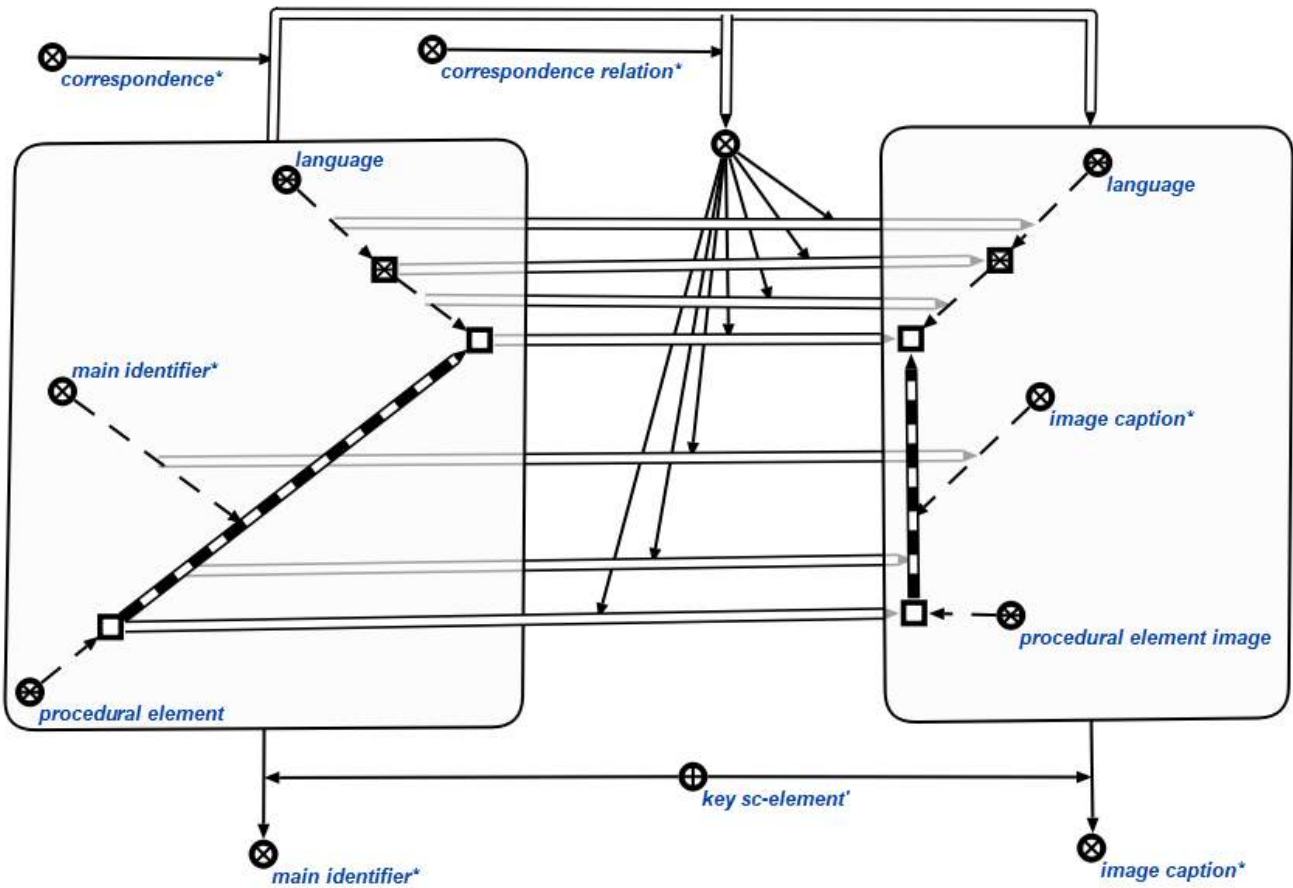 correspondence*
correspondence relation*
language
language
main identifier*
image caption*
procedural element image
procedural element
key sc-element'
main identifier*
image caption*